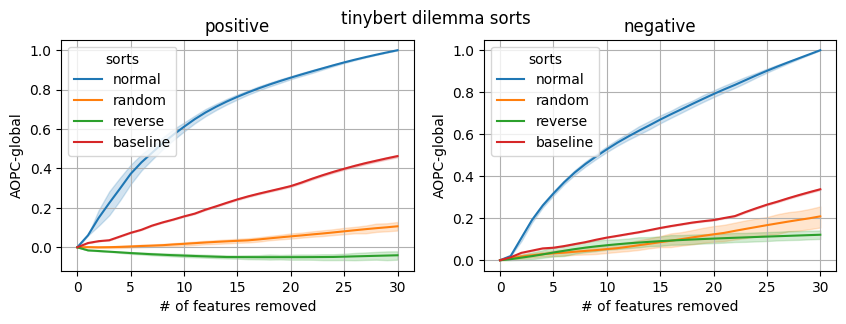 tinybert dilemma sorts
positive
AOPC-global
1.0
0.8
0.6
0.4
0.2
0.0
sorts
normal
random
reverse
baseline
0 5 10 15 20 25 30
# of features removed
negative
AOPC-global
1.0
0.8
0.6
0.4
0.2
0.0
sorts
normal
random
reverse
baseline
0 5 10 15 20 25 30
# of features removed